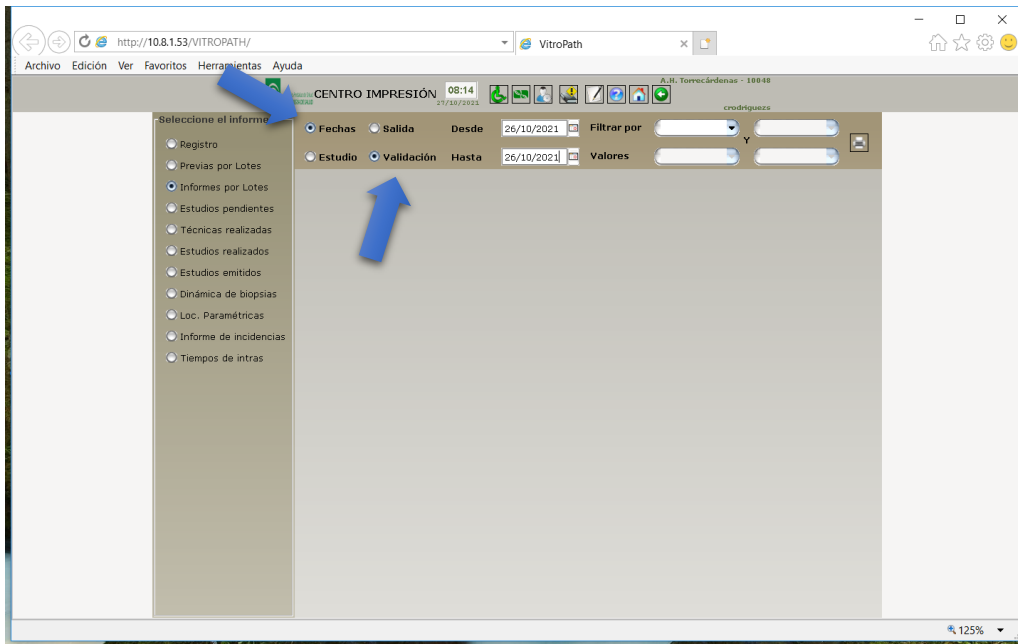 http://10.8.1.53/VITROPATH/
VitroPath
Archivo Edición Ver Favoritos Herramientas Ayuda
CENTRO IMPRESIÓN
08:14
27/10/2021
A.H. Torrecárdenas - 10048
crodriguezs
Seleccione el informe
Registro
Previas por Lotes
Informes por Lotes
Estudios pendientes
Técnicas realizadas
Estudios realizados
Estudios emitidos
Dinámica de biopsias
Loc. Paramétricas
Informe de incidencias
Tiempos de intras
Fechas Salida Desde 26/10/2021 Filtrar por
Y
Estudio Validación Hasta 26/10/2021 Valores
125%